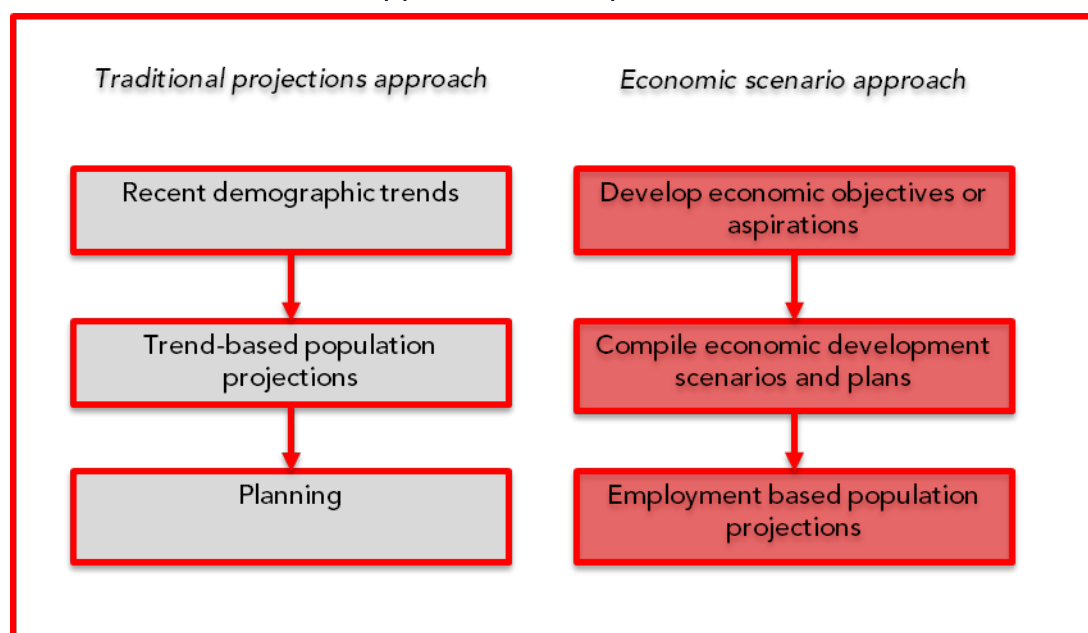 Traditional projections approach
Economic scenario approach
Recent demographic trends
Develop economic objectives or
aspirations
Trend-based population
projections
Compile economic development
scenarios and plans
Planning
Employment based population
projections